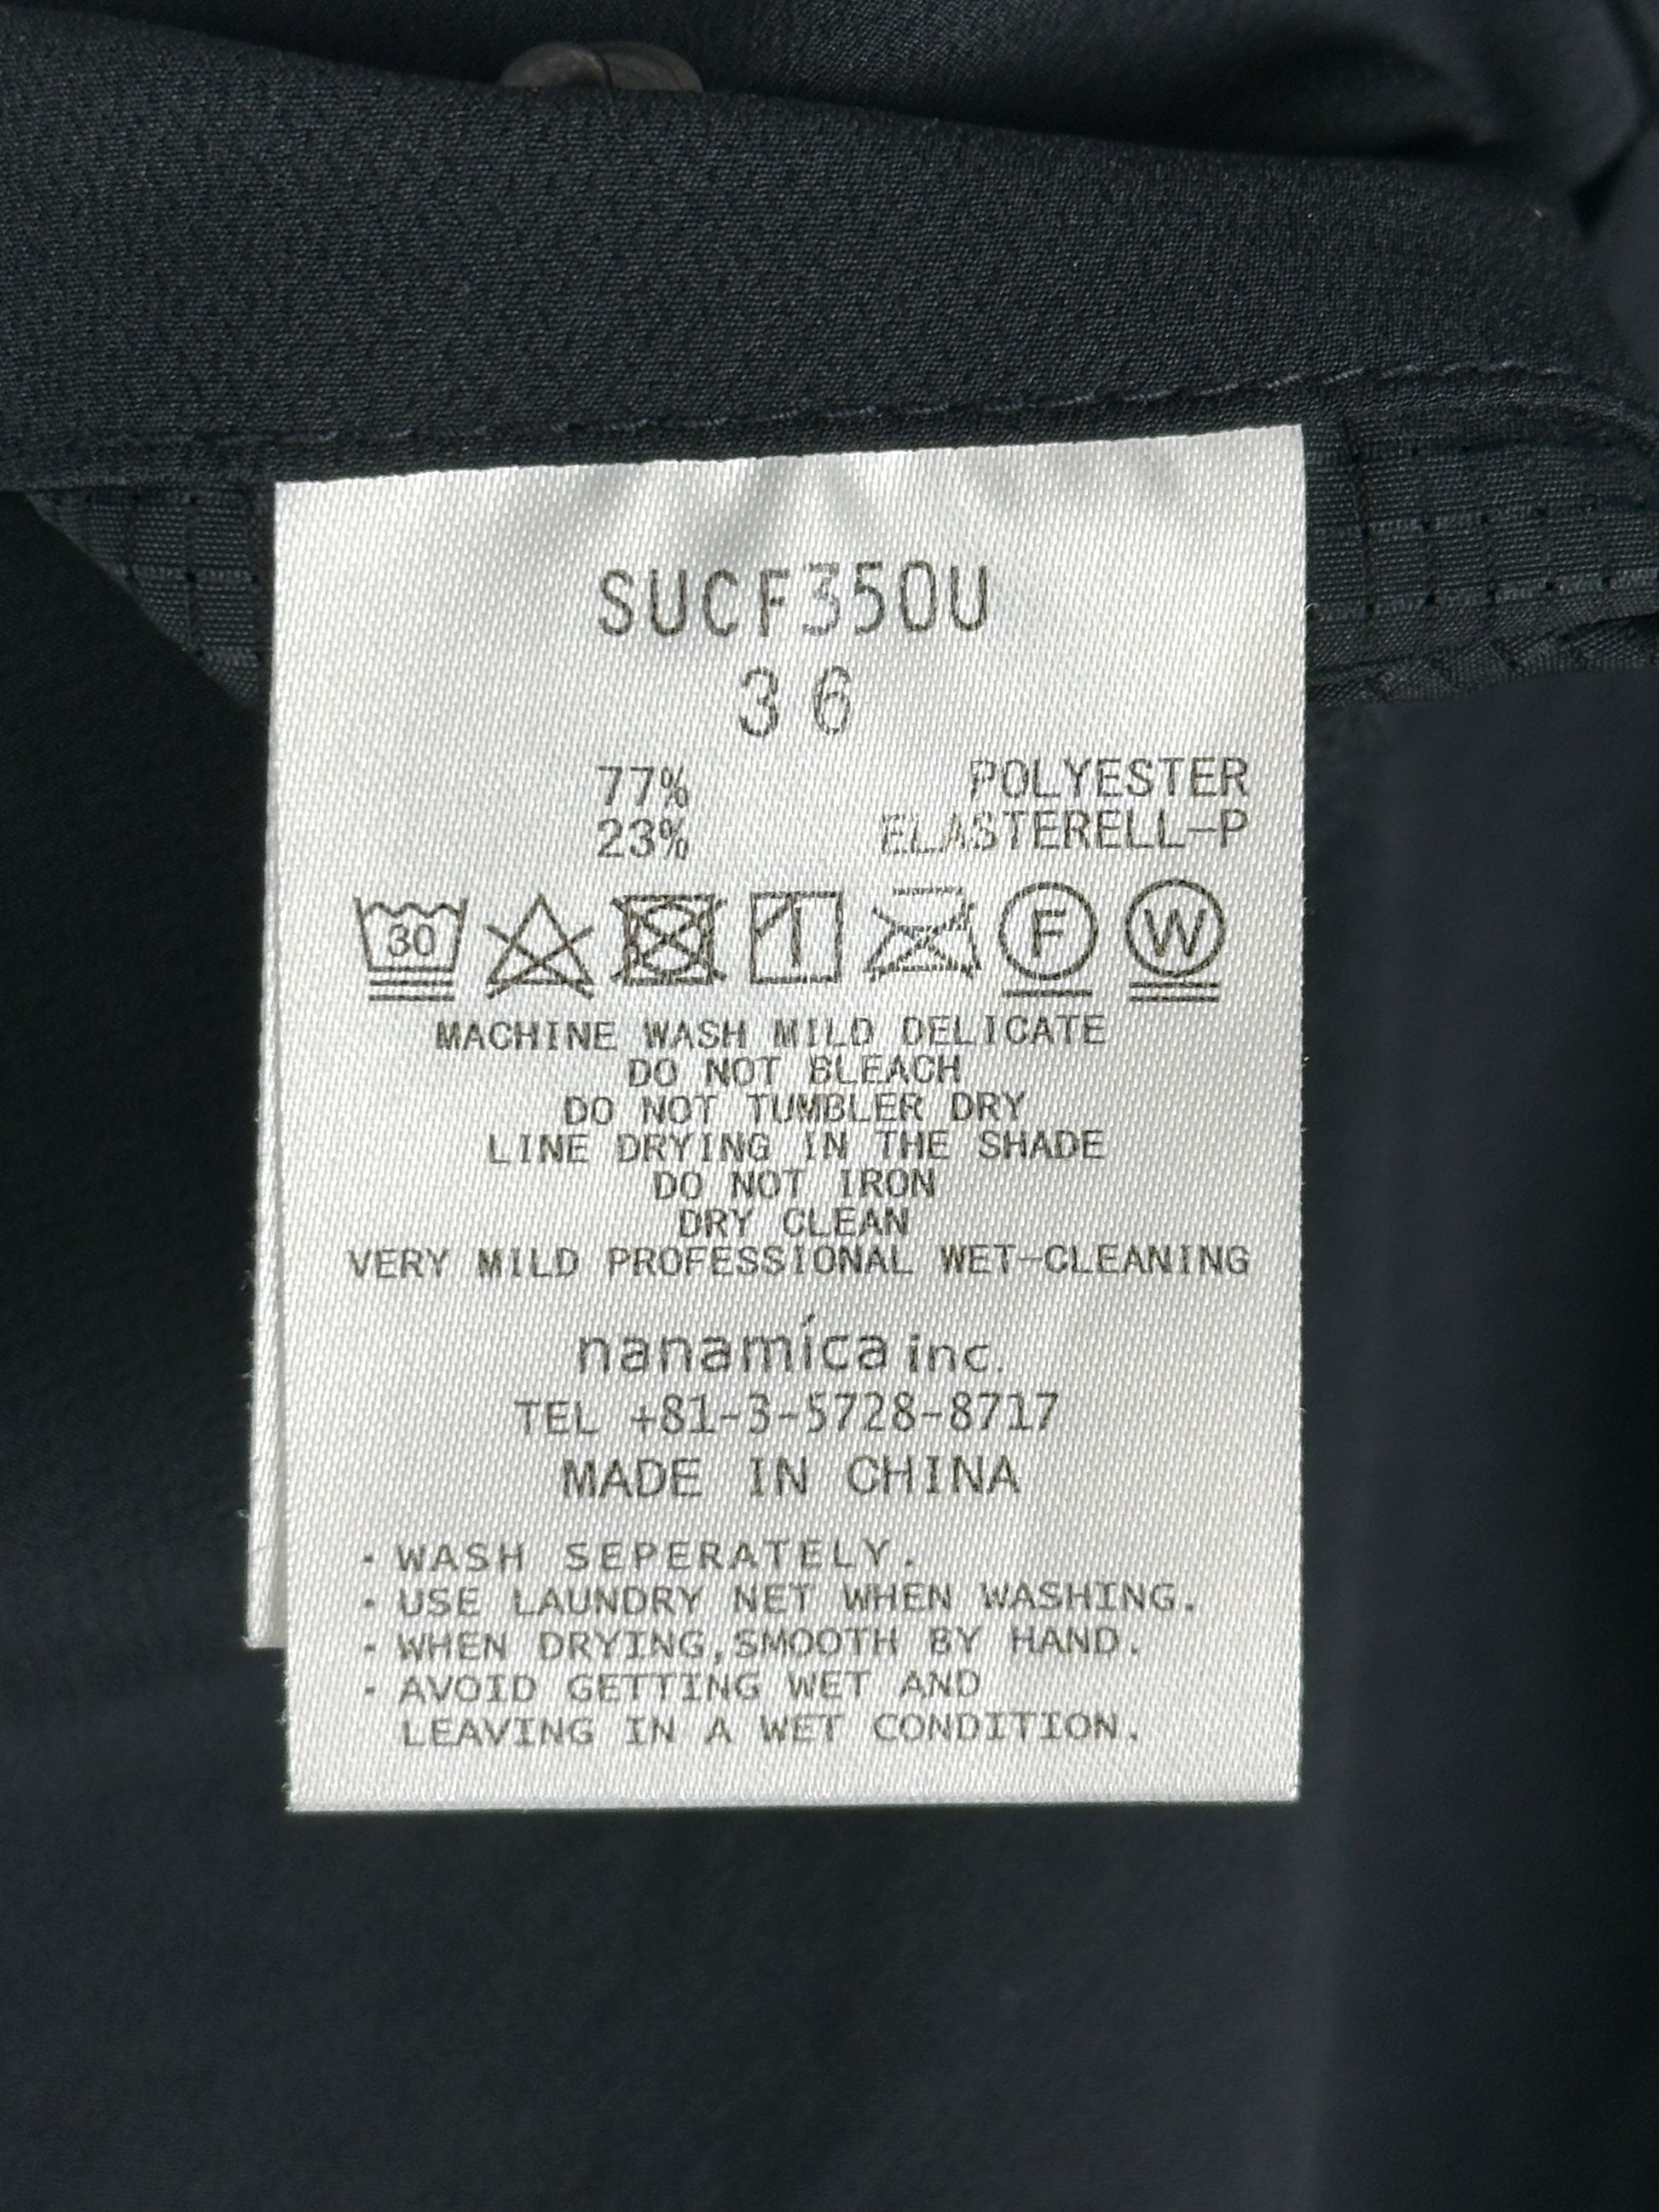 SUCF350U
36
77% POLYESTER
23% ELASTERELL-P
30 F W
MACHINE WASH MILD DELICATE
DO NOT BLEACH
DO NOT TUMBLER DRY
LINE DRYING IN THE SHADE
DO NOT IRON
DRY CLEAN
VERY MILD PROFESSIONAL WET-CLEANING
nanamica inc.
TEL +81-3-5728-8717
MADE IN CHINA
· WASH SEPERATELY.
· USE LAUNDRY NET WHEN WASHING.
· WHEN DRYING,SMOOTH BY HAND.
· AVOID GETTING WET AND
LEAVING IN A WET CONDITION.